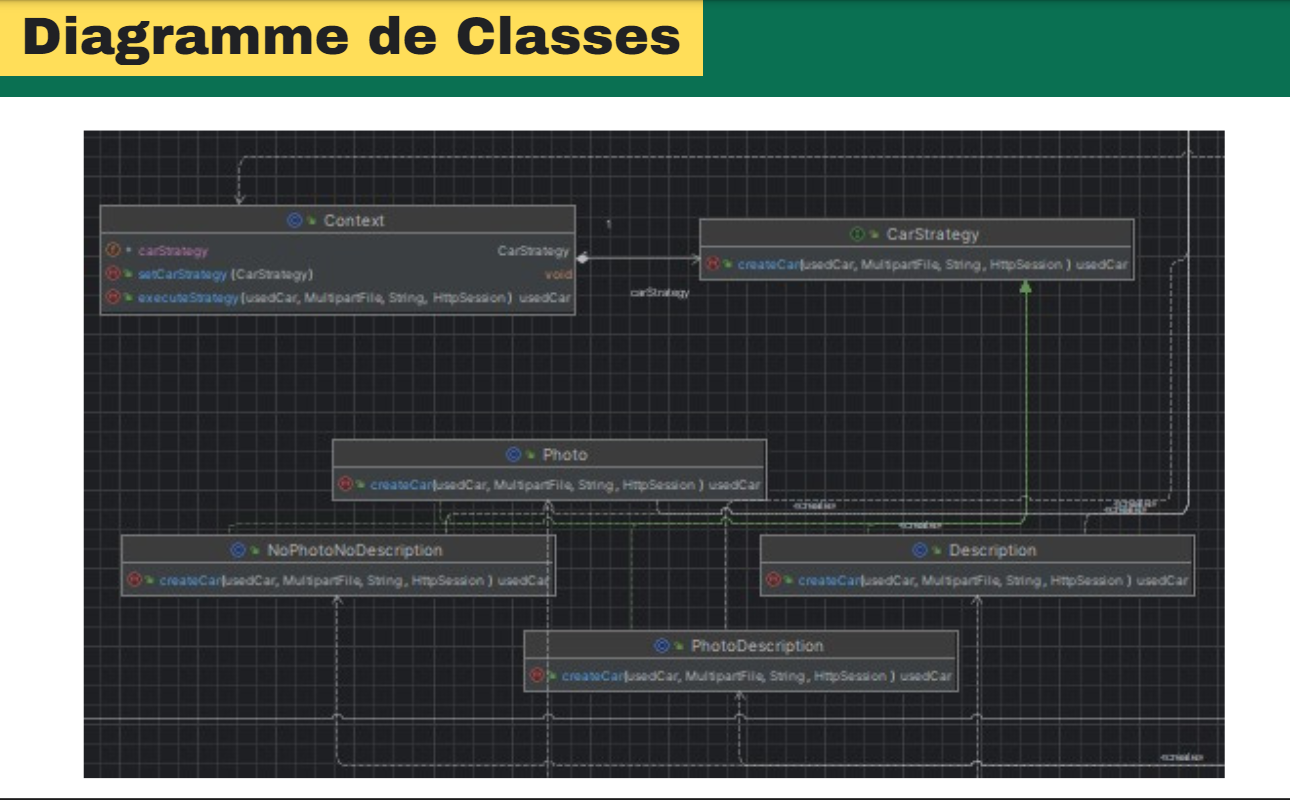 Diagramme de Classes
Context
carStrategy CarStrategy
setCarStrategy (CarStrategy) void
executeStrategy(usedCar, MultipartFile, String, HttpSession) usedCar
1
carStrategy
CarStrategy
createCar(usedCar, MultipartFile, String, HttpSession ) usedCar
Photo
createCar(usedCar, MultipartFile, String, HttpSession ) usedCar
«create»
«create»
NoPhotoNoDescription
createCar(usedCar, MultipartFile, String, HttpSession ) usedCar
Description
createCar(usedCar, MultipartFile, String, HttpSession ) usedCar
PhotoDescription
createCar(usedCar, MultipartFile, String, HttpSession ) usedCar
«create»